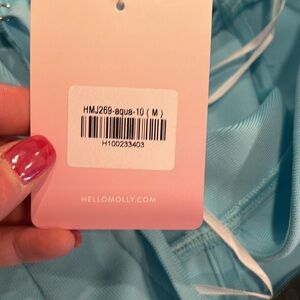 HMJ269-aqua-10 ( M )
H100233403
HELLOMOLLY.COM